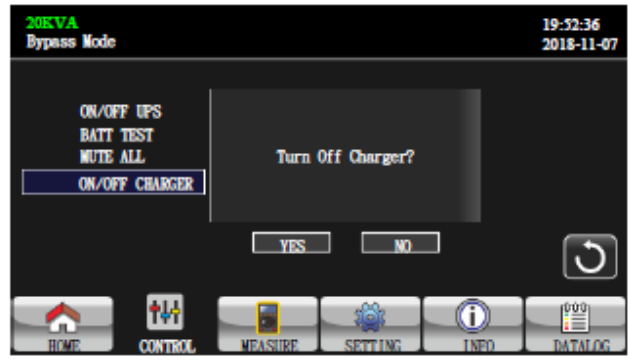 20KVA
Bypass Mode
19:52:36
2018-11-07
ON/OFF UPS
BATT TEST
MUTE ALL
ON/OFF CHARGER
Turn Off Charger?
YES NO
HOME CONTROL MEASURE SETTING INFO DATALOG